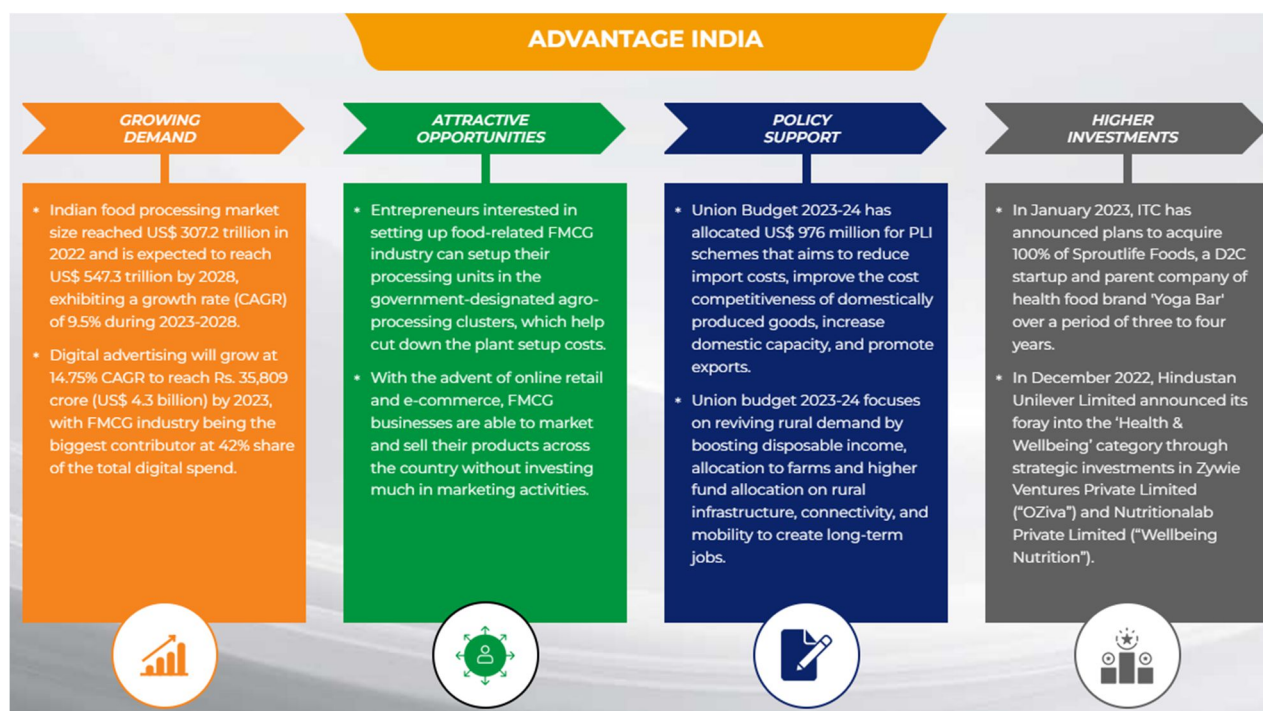 ADVANTAGE INDIA
GROWING
DEMAND
* Indian food processing market
size reached US$ 307.2 trillion in
2022 and is expected to reach
US$ 547.3 trillion by 2028,
exhibiting a growth rate (CAGR)
of 9.5% during 2023-2028.
* Digital advertising will grow at
14.75% CAGR to reach Rs. 35,809
crore (US$ 4.3 billion) by 2023,
with FMCG industry being the
biggest contributor at 42% share
of the total digital spend.
ATTRACTIVE
OPPORTUNITIES
* Entrepreneurs interested in
setting up food-related FMCG
industry can setup their
processing units in the
government-designated agro-
processing clusters, which help
cut down the plant setup costs.
* With the advent of online retail
and e-commerce, FMCG
businesses are able to market
and sell their products across
the country without investing
much in marketing activities.
POLICY
SUPPORT
* Union Budget 2023-24 has
allocated US$ 976 million for PLI
schemes that aims to reduce
import costs, improve the cost
competitiveness of domestically
produced goods, increase
domestic capacity, and promote
exports.
* Union budget 2023-24 focuses
on reviving rural demand by
boosting disposable income,
allocation to farms and higher
fund allocation on rural
infrastructure, connectivity, and
mobility to create long-term
jobs.
HIGHER
INVESTMENTS
* In January 2023, ITC has
announced plans to acquire
100% of Sproutlife Foods, a D2C
startup and parent company of
health food brand 'Yoga Bar'
over a period of three to four
years.
* In December 2022, Hindustan
Unilever Limited announced its
foray into the ‘Health &
Wellbeing’ category through
strategic investments in Zywie
Ventures Private Limited
(“OZiva”) and Nutritionalab
Private Limited (“Wellbeing
Nutrition”).